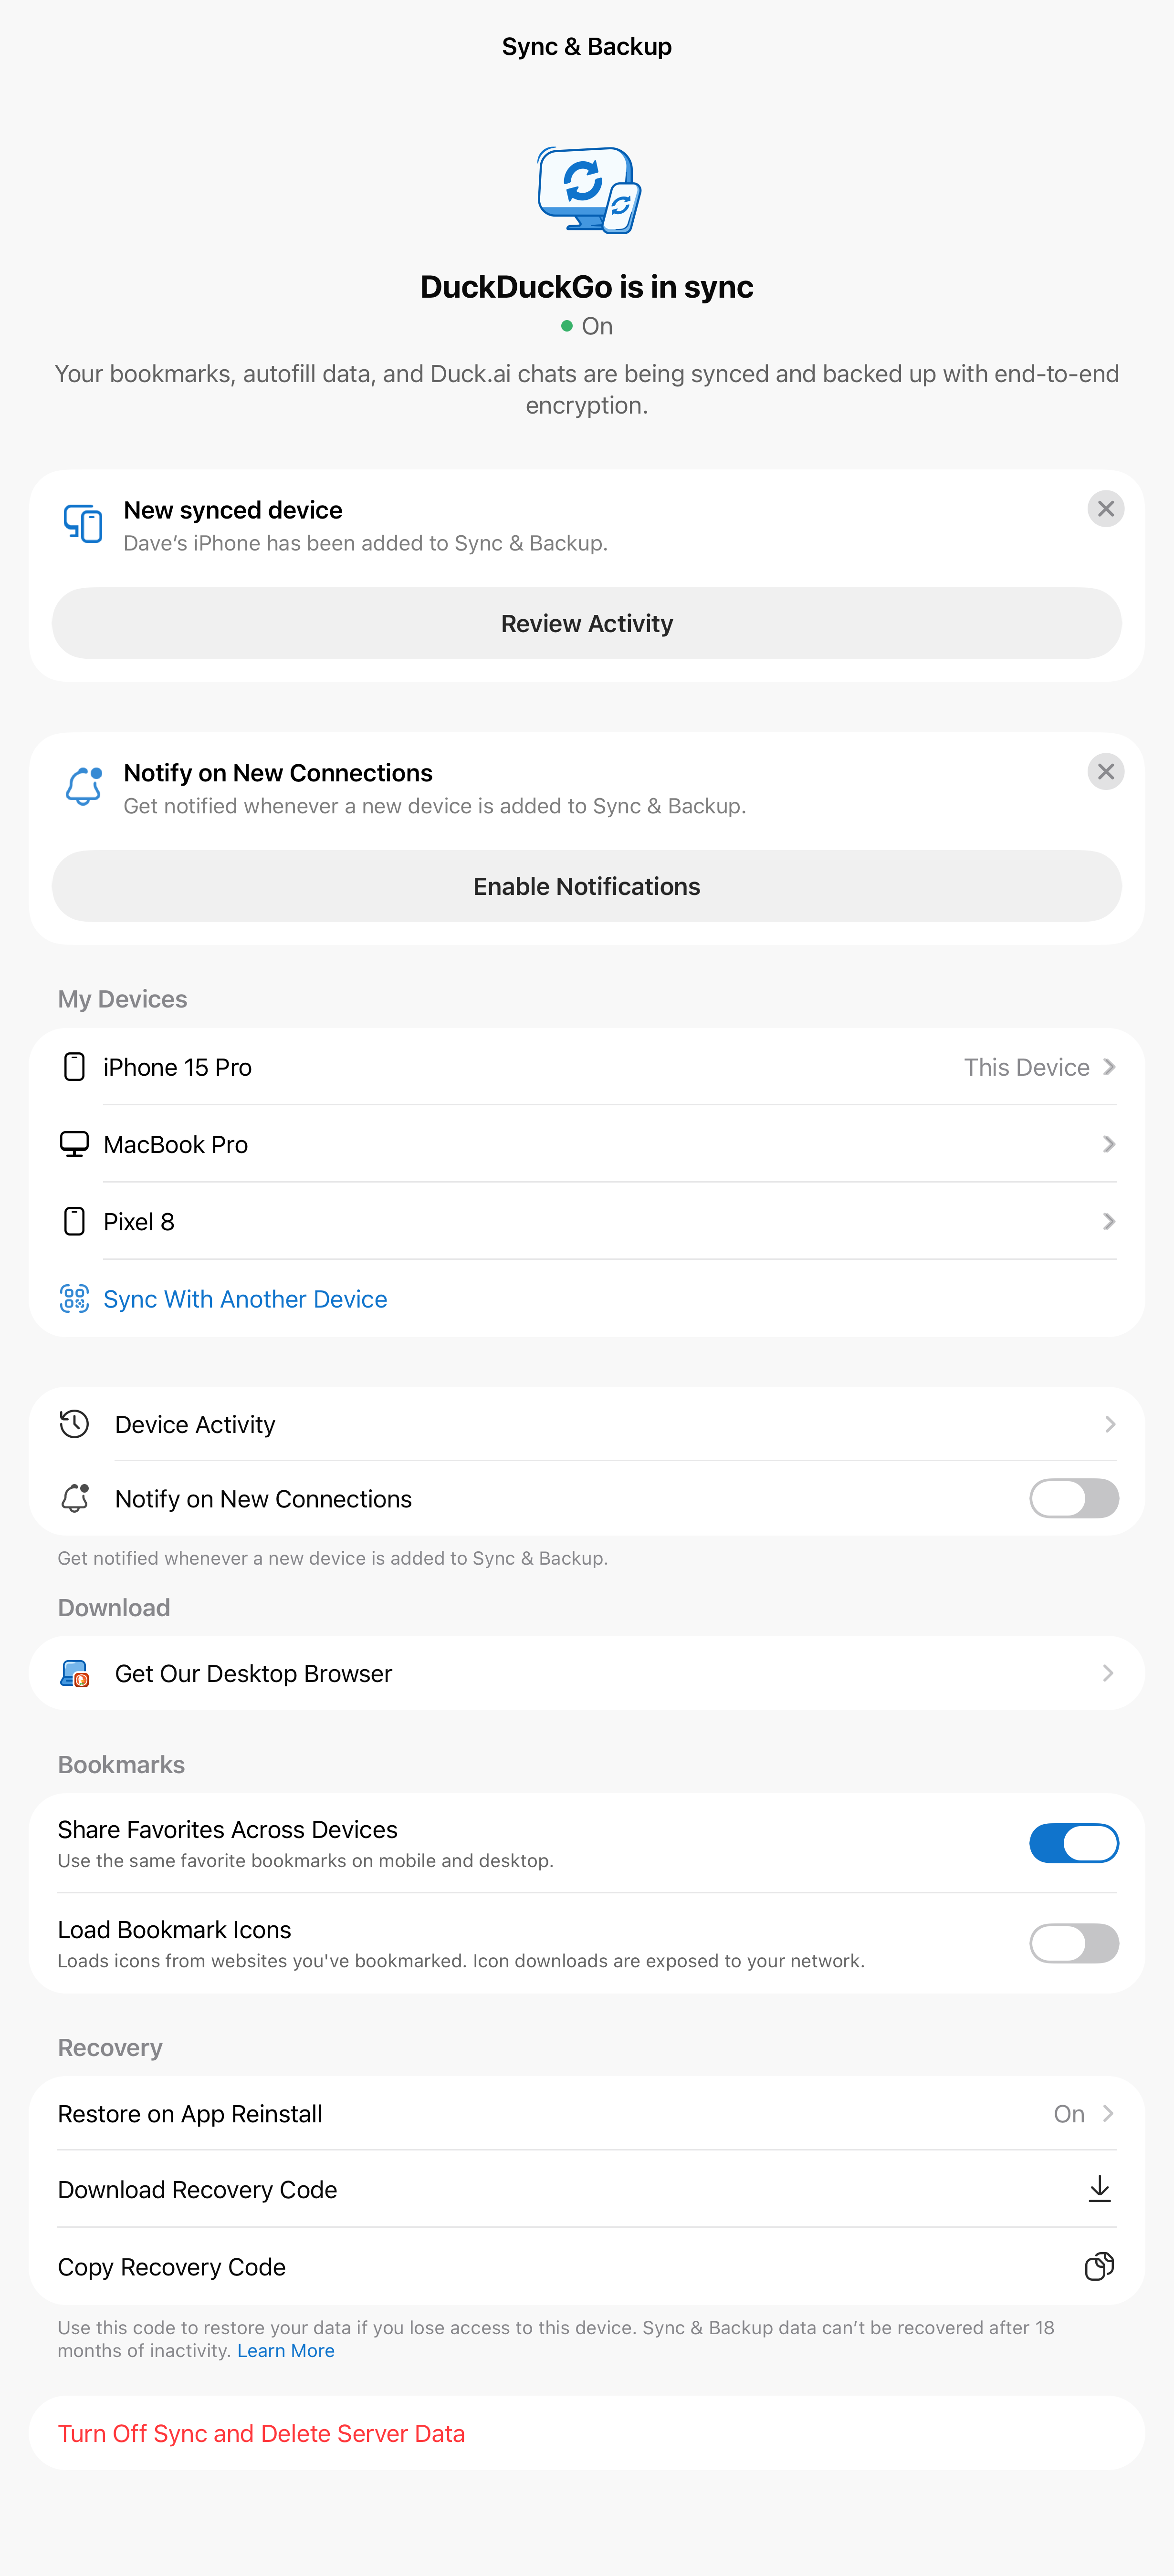 Sync & Backup
DuckDuckGo is in sync
On
Your bookmarks, autofill data, and Duck.ai chats are being synced and backed up with end-to-end
encryption.
New synced device
Dave’s iPhone has been added to Sync & Backup.
Review Activity
Notify on New Connections
Get notified whenever a new device is added to Sync & Backup.
Enable Notifications
My Devices
iPhone 15 Pro This Device
MacBook Pro
Pixel 8
Sync With Another Device
Device Activity
Notify on New Connections
Get notified whenever a new device is added to Sync & Backup.
Download
Get Our Desktop Browser
Bookmarks
Share Favorites Across Devices
Use the same favorite bookmarks on mobile and desktop.
Load Bookmark Icons
Loads icons from websites you've bookmarked. Icon downloads are exposed to your network.
Recovery
Restore on App Reinstall On
Download Recovery Code
Copy Recovery Code
Use this code to restore your data if you lose access to this device. Sync & Backup data can’t be recovered after 18
months of inactivity. Learn More
Turn Off Sync and Delete Server Data